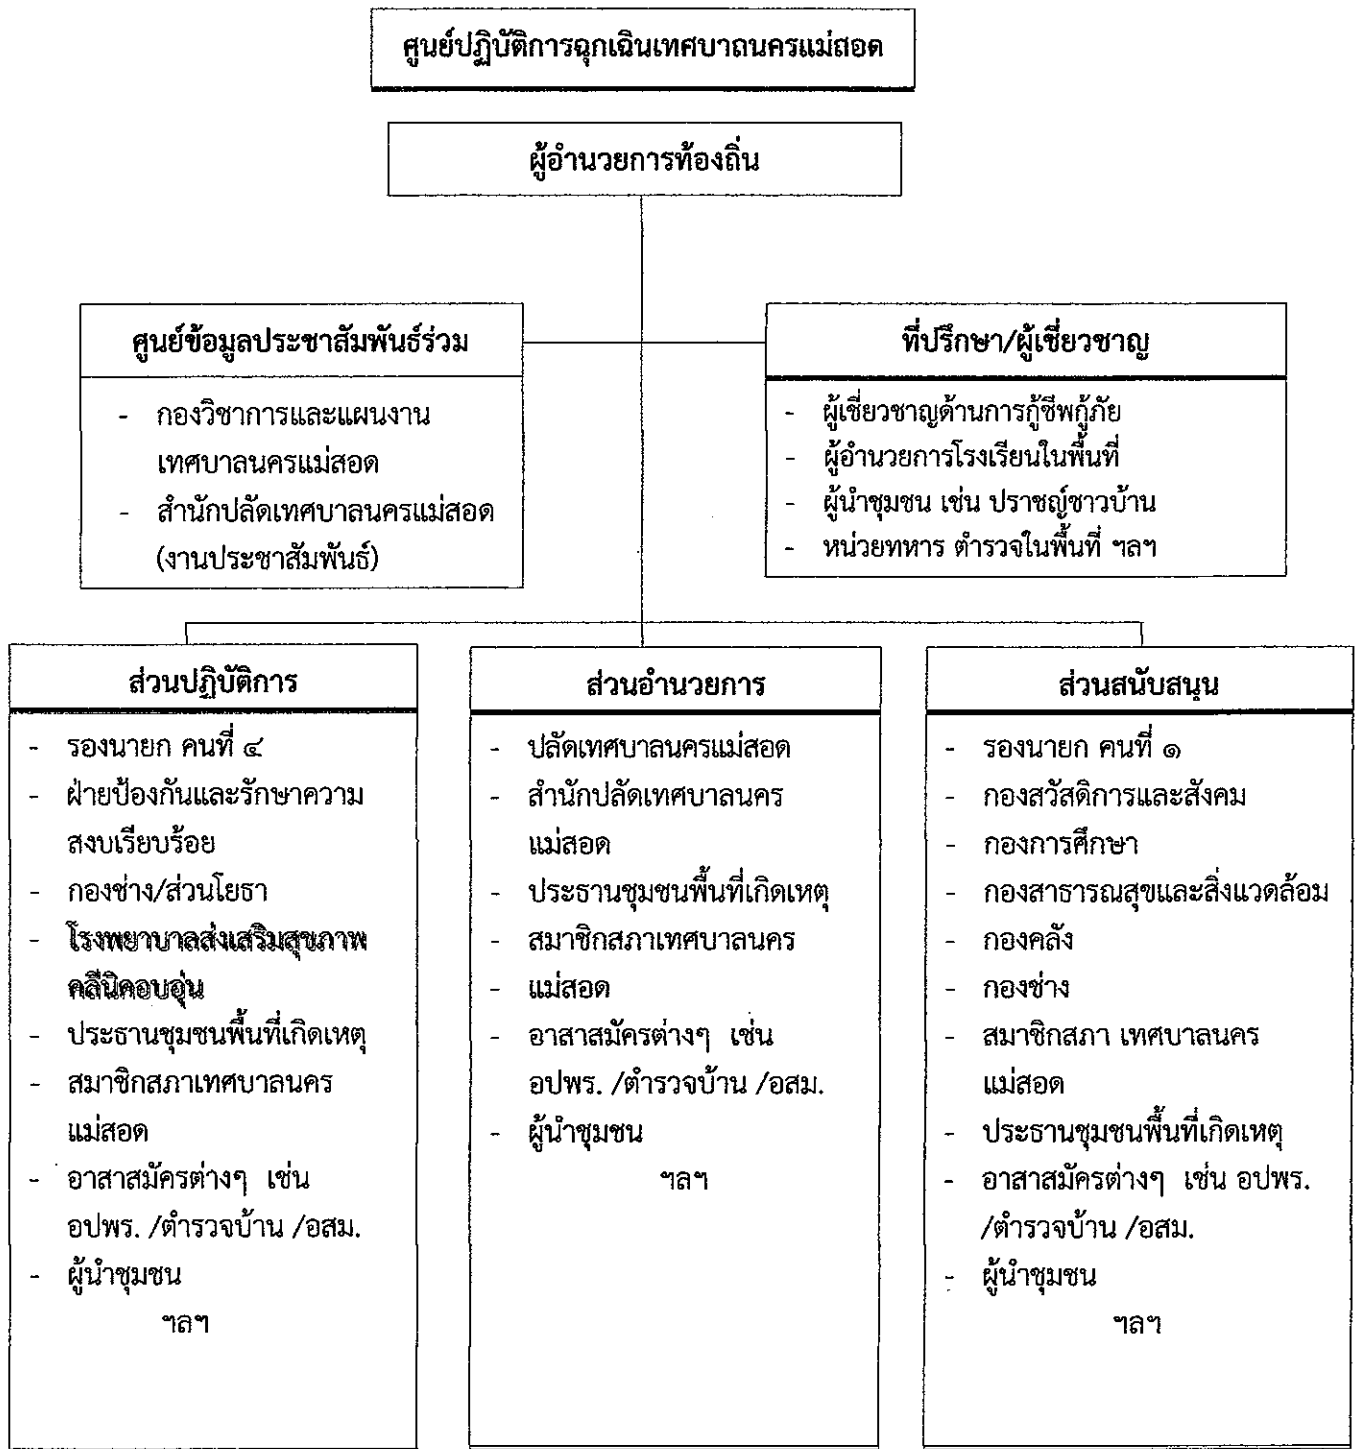 ศูนย์ปฏิบัติการฉุกเฉินเทศบาลนครแม่สอด
ผู้อำนวยการท้องถิ่น
ศูนย์ข้อมูลประชาสัมพันธ์ร่วม
- กองวิชาการและแผนงาน
เทศบาลนครแม่สอด
- สำนักปลัดเทศบาลนครแม่สอด
(งานประชาสัมพันธ์)
ที่ปรึกษา/ผู้เชี่ยวชาญ
- ผู้เชี่ยวชาญด้านการกู้ชีพกู้ภัย
- ผู้อำนวยการโรงเรียนในพื้นที่
- ผู้นำชุมชน เช่น ปราชญ์ชาวบ้าน
- หน่วยทหาร ตำรวจในพื้นที่ ฯลฯ
ส่วนปฏิบัติการ
- รองนายก คนที่ ๔
- ฝ่ายป้องกันและรักษาความ
สงบเรียบร้อย
- กองช่าง/ส่วนโยธา
- โรงพยาบาลส่งเสริมสุขภาพ
คลีนิคอบอุ่น
- ประธานชุมชนพื้นที่เกิดเหตุ
- สมาชิกสภาเทศบาลนคร
แม่สอด
- อาสาสมัครต่างๆ เช่น
อปพร. /ตำรวจบ้าน /อสม.
- ผู้นำชุมชน
ฯลฯ
ส่วนอำนวยการ
- ปลัดเทศบาลนครแม่สอด
- สำนักปลัดเทศบาลนคร
แม่สอด
- ประธานชุมชนพื้นที่เกิดเหตุ
- สมาชิกสภาเทศบาลนคร
- แม่สอด
- อาสาสมัครต่างๆ เช่น
อปพร. /ตำรวจบ้าน /อสม.
- ผู้นำชุมชน
ฯลฯ
ส่วนสนับสนุน
- รองนายก คนที่ ๑
- กองสวัสดิการและสังคม
- กองการศึกษา
- กองสาธารณสุขและสิ่งแวดล้อม
- กองคลัง
- กองช่าง
- สมาชิกสภา เทศบาลนคร
แม่สอด
- ประธานชุมชนพื้นที่เกิดเหตุ
- อาสาสมัครต่างๆ เช่น อปพร.
/ตำรวจบ้าน /อสม.
- ผู้นำชุมชน
ฯลฯ